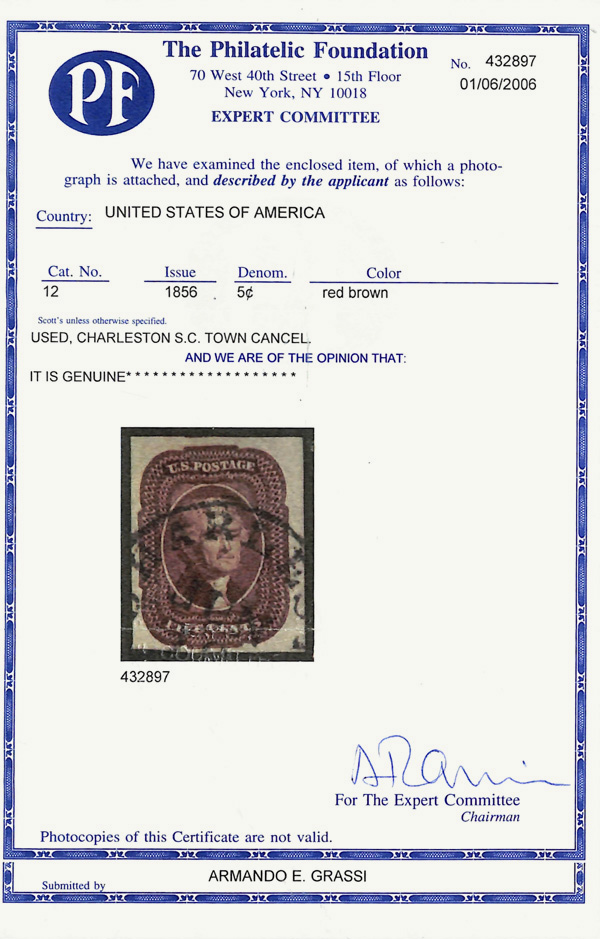 PF
The Philatelic Foundation
70 West 40th Street • 15th Floor
New York, NY 10018
EXPERT COMMITTEE
No. 432897
01/06/2006
We have examined the enclosed item, of which a photo-
graph is attached, and described by the applicant as follows:
Country: UNITED STATES OF AMERICA
Cat. No. Issue Denom. Color
12 1856 5¢ red brown
Scott's unless otherwise specified.
USED, CHARLESTON S.C. TOWN CANCEL.
AND WE ARE OF THE OPINION THAT:
IT IS GENUINE* * * * * * * * * * * * * * * * * * * *
U.S. POSTAGE
FIVE CENTS
432897
For The Expert Committee
Chairman
Photocopies of this Certificate are not valid.
Submitted by ARMANDO E. GRASSI